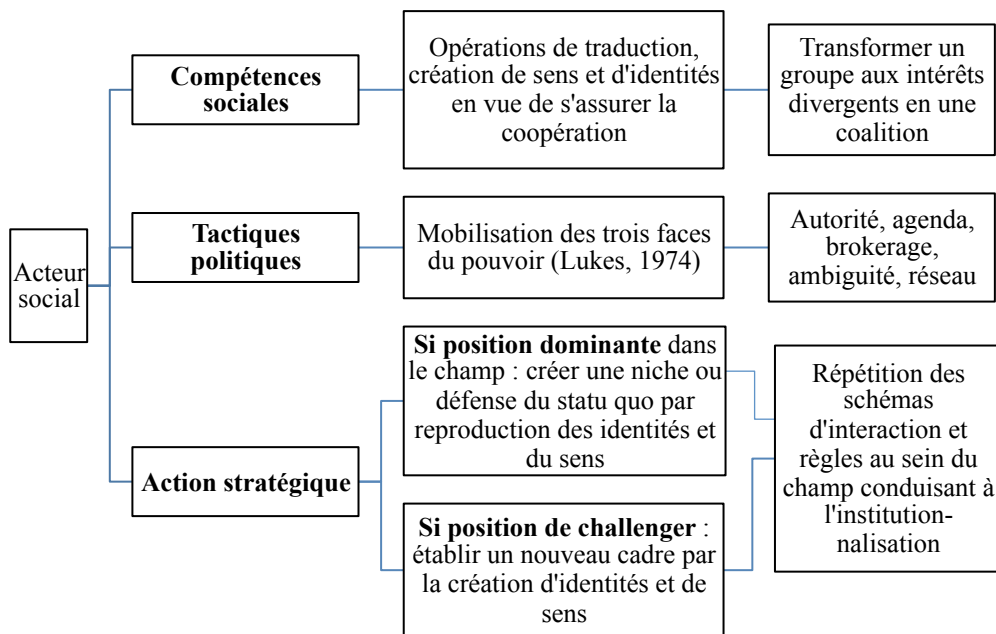 Acteur
social
Compétences
sociales
Opérations de traduction,
création de sens et d'identités
en vue de s'assurer la
coopération
Transformer un
groupe aux intérêts
divergents en une
coalition
Tactiques
politiques
Mobilisation des trois faces
du pouvoir (Lukes, 1974)
Autorité, agenda,
brokerage,
ambiguité, réseau
Action stratégique
Si position dominante dans
le champ : créer une niche ou
défense du statu quo par
reproduction des identités et
du sens
Si position de challenger :
établir un nouveau cadre par
la création d'identités et de
sens
Répétition des
schémas
d'interaction et
règles au sein du
champ conduisant à
l'institution-
nalisation